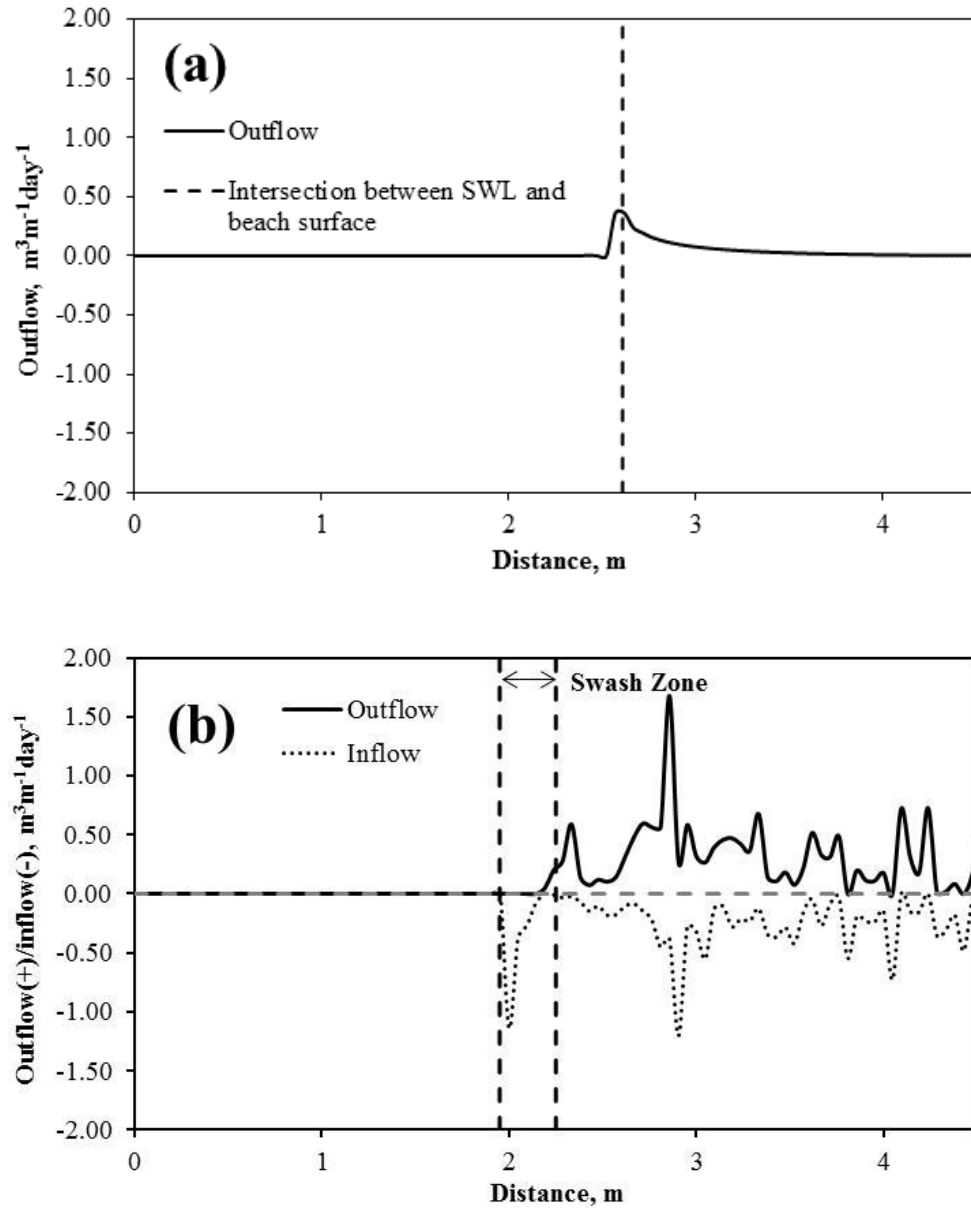 2.00
(a)
1.50
Outflow
1.00
Intersection between SWL and
beach surface
0.50
0.00
-0.50
-1.00
-1.50
-2.00
Outflow, m³m⁻¹day⁻¹
0 1 2 3 4
Distance, m
2.00
Swash Zone
(b)
Outflow
1.50
Inflow
1.00
0.50
0.00
-0.50
-1.00
-1.50
-2.00
Outflow(+)/inflow(-), m³m⁻¹day⁻¹
0 1 2 3 4
Distance, m